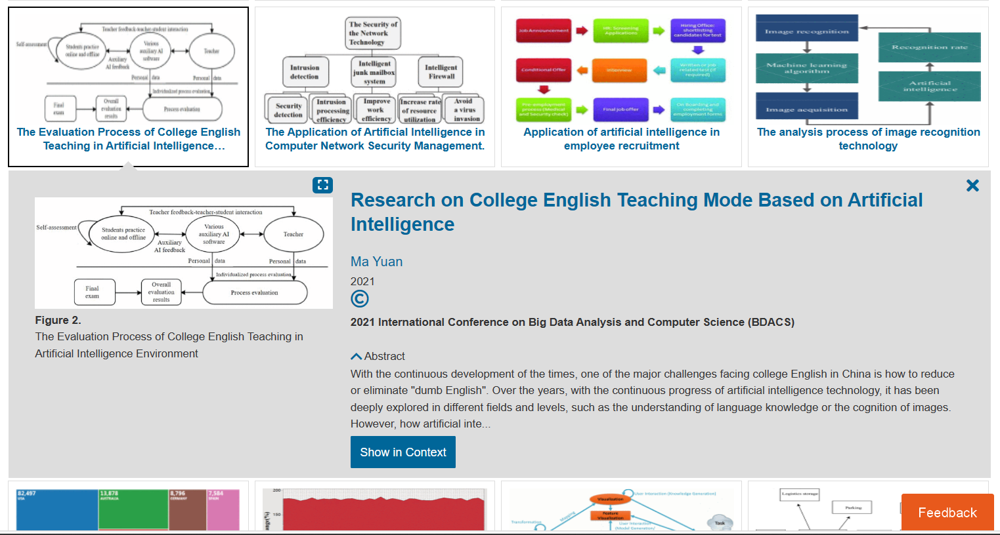 Teacher feedback-teacher-student interaction
Self-assessment
Students practice
online and offline
Various
auxiliary AI
software
Teacher
Auxiliary
AI feedback
Personal data
Personal data
Individualized process evaluation
Final
exam
Overall
evaluation
results
Process evaluation
The Evaluation Process of College English
Teaching in Artificial Intelligence…
The Security of
the Network
Technology
Intrusion
detection
Intelligent
junk mailbox
system
Intelligent
Firewall
Security
detection
Intrusion
processing
efficiency
Improve
work
efficiency
Increase rate
of resource
utilization
Avoid
a virus
invasion
The Application of Artificial Intelligence in
Computer Network Security Management.
Job Announcement
HR: Screening
Applications
Hiring Office:
shortlisting
candidates for test
Conditional Offer
Interview
Written or job
related test (if
required)
Pre-employment
process (Medical
and Security check)
Final job offer
On Boarding and
completing
employment forms
Application of artificial intelligence in
employee recruitment
Image recognition
Recognition rate
Machine learning
algorithm
Artificial
intelligence
Image acquisition
The analysis process of image recognition
technology
Teacher feedback-teacher-student interaction
Self-assessment
Students practice
online and offline
Various
auxiliary AI
software
Teacher
Auxiliary
AI feedback
Personal data
Personal data
Individualized process evaluation
Final
exam
Overall
evaluation
results
Process evaluation
Figure 2.
The Evaluation Process of College English Teaching in
Artificial Intelligence Environment
Research on College English Teaching Mode Based on Artificial
Intelligence
Ma Yuan
2021
©
2021 International Conference on Big Data Analysis and Computer Science (BDACS)
Abstract
With the continuous development of the times, one of the major challenges facing college English in China is how to reduce
or eliminate "dumb English". Over the years, with the continuous progress of artificial intelligence technology, it has been
deeply explored in different fields and levels, such as the understanding of language knowledge or the cognition of images.
However, how artificial inte...
Show in Context
82,497
USA
13,878
AUSTRALIA
8,796
GERMANY
7,584
SPAIN
200
150
User Interaction (Knowledge Generation)
Visualization
Feature
Visualization
Mapping
Transformation
User Interaction
(Model Generation/
Task
Logistics storage
Parking
Feedback